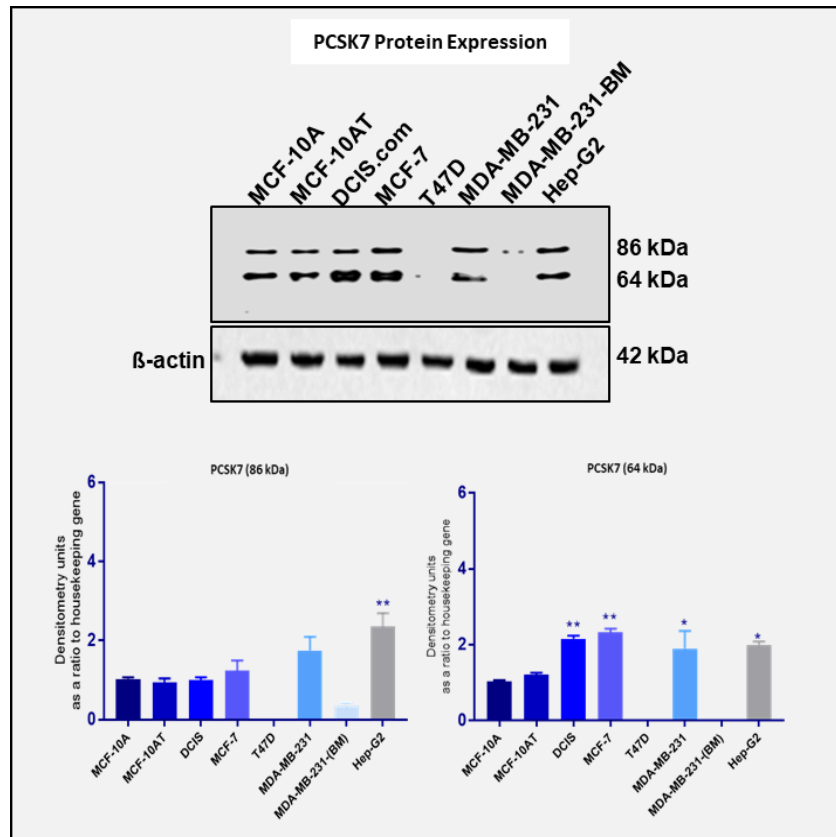 PCSK7 Protein Expression
MCF-10A
MCF-10AT
DCIS.com
MCF-7
T47D
MDA-MB-231
MDA-MB-231-BM
Hep-G2
86 kDa
64 kDa
ß-actin
42 kDa
PCSK7 (86 kDa)
Densitometry units
as a ratio to housekeeping gene
6
4
2
0
**
MCF-10A
MCF-10AT
DCIS
MCF-7
T47D
MDA-MB-231
MDA-MB-231-(BM)
Hep-G2
PCSK7 (64 kDa)
Densitometry units
as a ratio to housekeeping gene
6
4
2
0
**
**
*
*
MCF-10A
MCF-10AT
DCIS
MCF-7
T47D
MDA-MB-231
MDA-MB-231-(BM)
Hep-G2